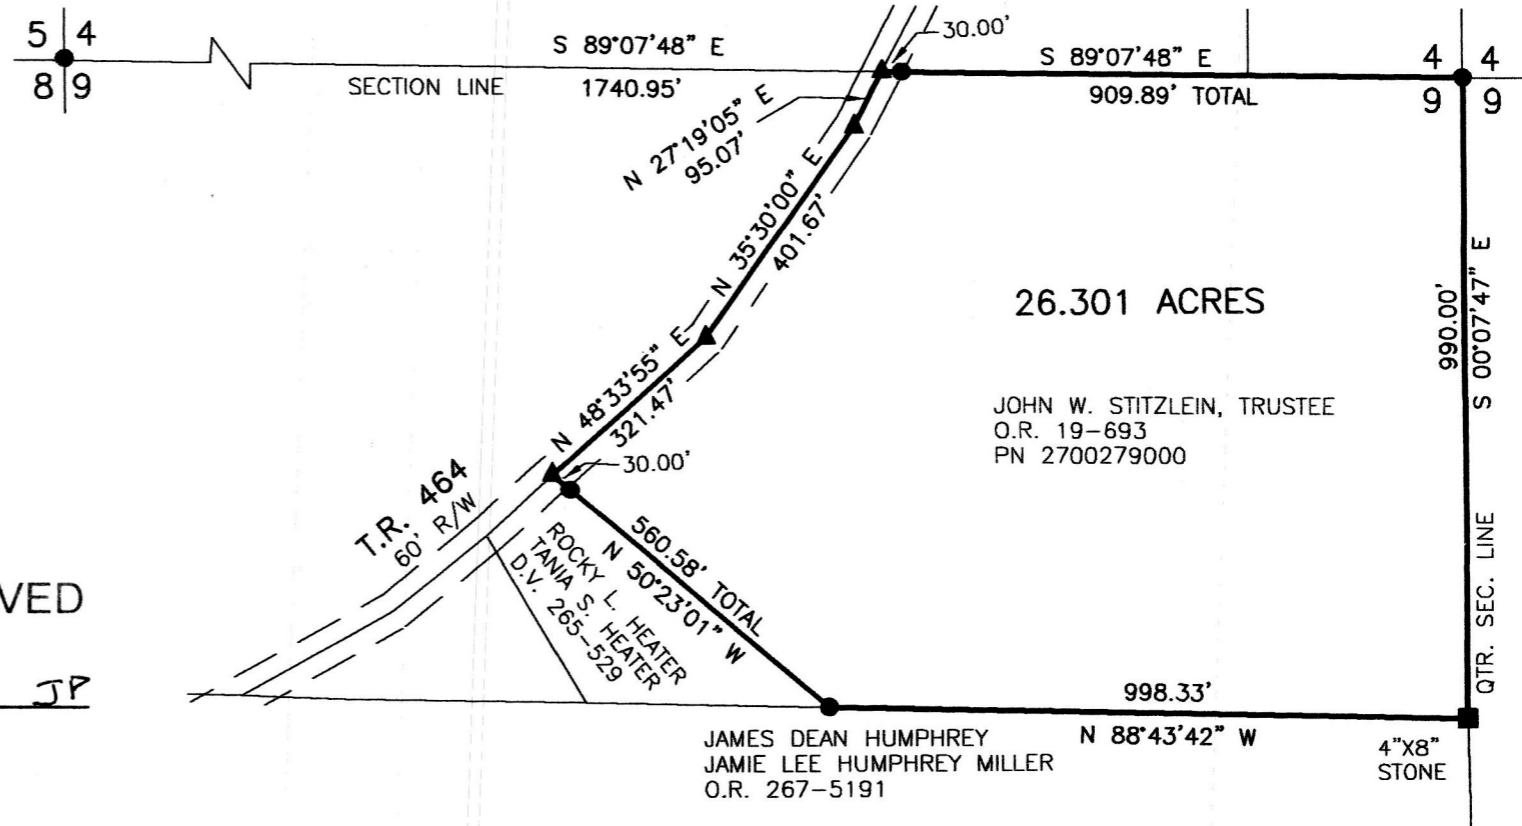 5 4
8 9
S 89°07'48" E
SECTION LINE 1740.95'
30.00'
S 89°07'48" E
909.89' TOTAL
4 4
9 9
N 27°19'05" E
95.07'
N 35°30'00" E
401.67'
N 48°33'55" E
321.47'
30.00'
26.301 ACRES
JOHN W. STITZLEIN, TRUSTEE
O.R. 19-693
PN 2700279000
990.00'
S 00°07'47" E
QTR. SEC. LINE
T.R. 464
60' R/W
560.58' TOTAL
N 50°23'01" W
ROCKY L. HEATER
TANIA S. HEATER
D.V. 265-529
VED
JP
998.33'
N 88°43'42" W
JAMES DEAN HUMPHREY
JAMIE LEE HUMPHREY MILLER
O.R. 267-5191
4"X8"
STONE